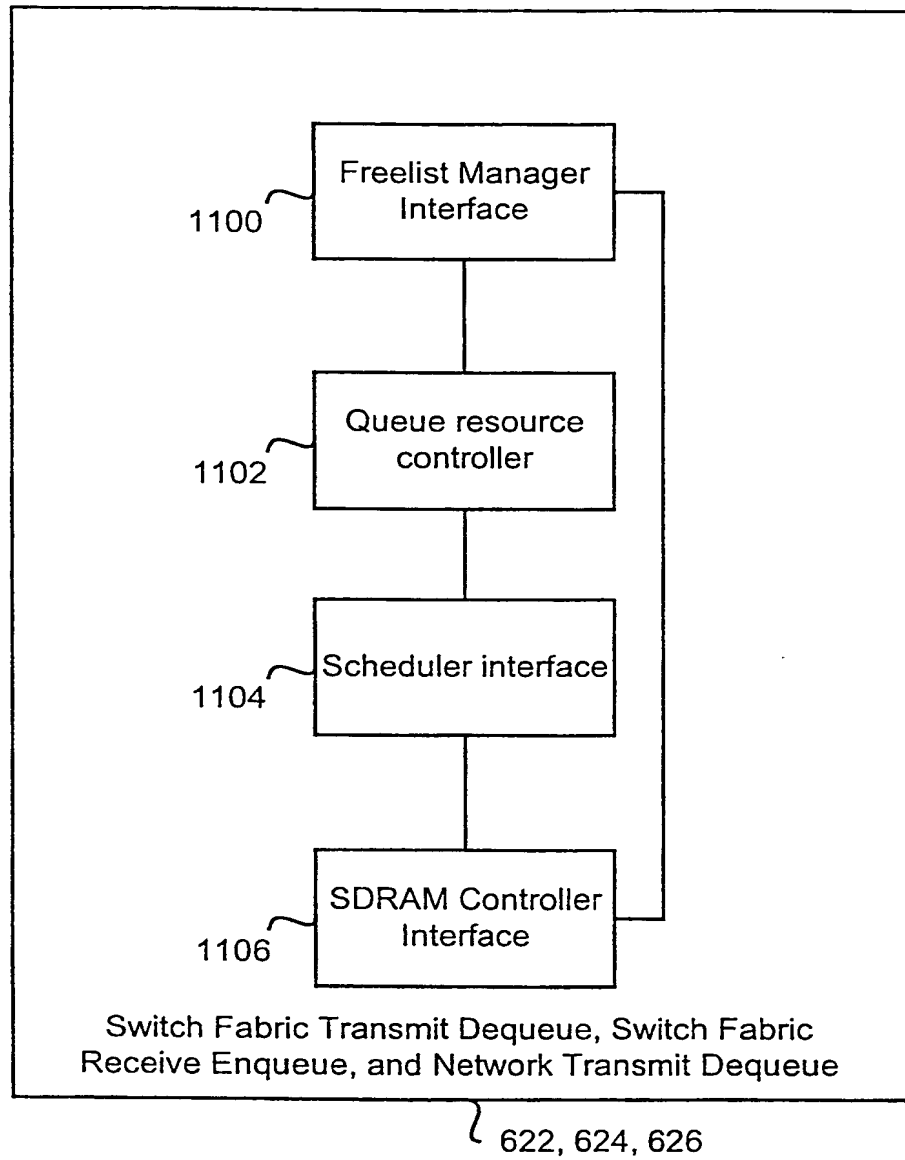 Freelist Manager
Interface
1100
Queue resource
controller
1102
Scheduler interface
1104
SDRAM Controller
Interface
1106
Switch Fabric Transmit Dequeue, Switch Fabric
Receive Enqueue, and Network Transmit Dequeue
622, 624, 626